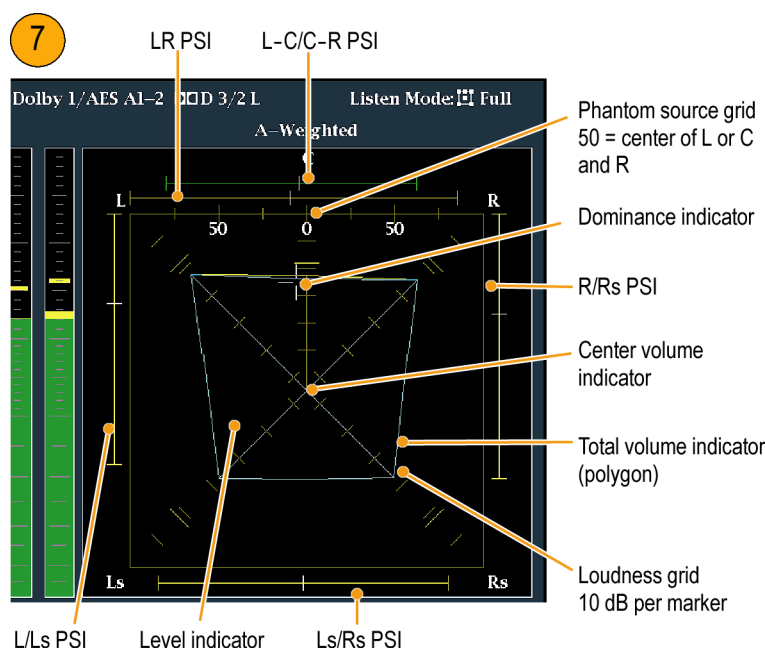 7
LR PSI
L-C/C-R PSI
Dolby 1/AES A1-2 D 3/2 L
Listen Mode: Full
A-Weighted
C
L
R
50
0
50
Phantom source grid
50 = center of L or C
and R
Dominance indicator
R/Rs PSI
Center volume
indicator
Total volume indicator
(polygon)
Loudness grid
10 dB per marker
Ls
Rs
L/Ls PSI
Level indicator
Ls/Rs PSI